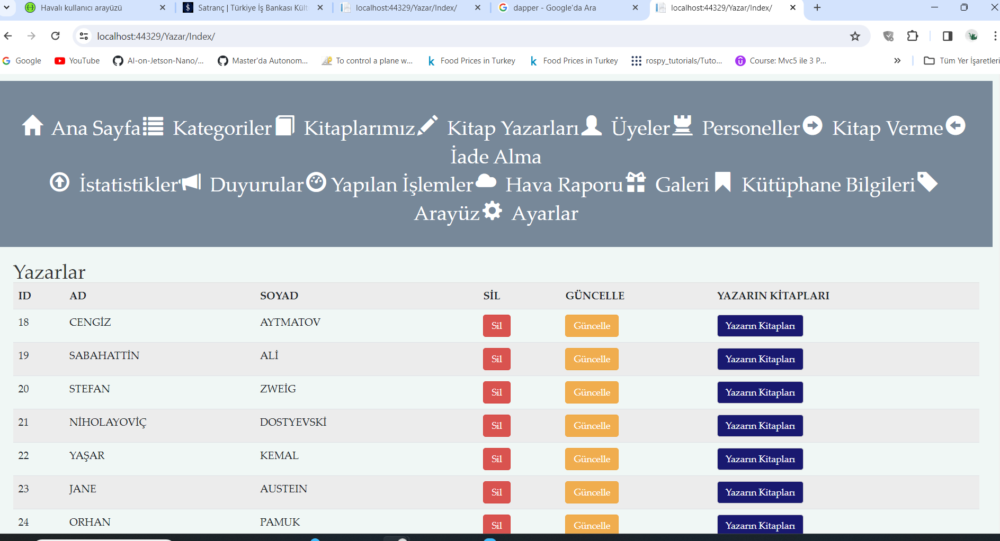 Havalı kullanıcı arayüzü
Satranç | Türkiye İş Bankası Kült
localhost:44329/Yazar/Index/
dapper - Google'da Ara
localhost:44329/Yazar/Index/
localhost:44329/Yazar/Index/
Google YouTube AI-on-Jetson-Nano/... Master'da Autonom... To control a plane w... Food Prices in Turkey Food Prices in Turkey rospy_tutorials/Tuto... Course: Mvc5 ile 3 P... Tüm Yer İşaretleri
Ana Sayfa Kategoriler Kitaplarımız Kitap Yazarları Üyeler Personeller Kitap Verme
İade Alma
İstatistikler Duyurular Yapılan İşlemler Hava Raporu Galeri Kütüphane Bilgileri
Arayüz Ayarlar
Yazarlar
ID AD SOYAD SİL GÜNCELLE YAZARIN KİTAPLARI
18 CENGİZ AYTMATOV Sil Güncelle Yazarın Kitapları
19 SABAHATTİN ALİ Sil Güncelle Yazarın Kitapları
20 STEFAN ZWEİG Sil Güncelle Yazarın Kitapları
21 NİHOLAYOVİÇ DOSTYEVSKİ Sil Güncelle Yazarın Kitapları
22 YAŞAR KEMAL Sil Güncelle Yazarın Kitapları
23 JANE AUSTEIN Sil Güncelle Yazarın Kitapları
24 ORHAN PAMUK Sil Güncelle Yazarın Kitapları